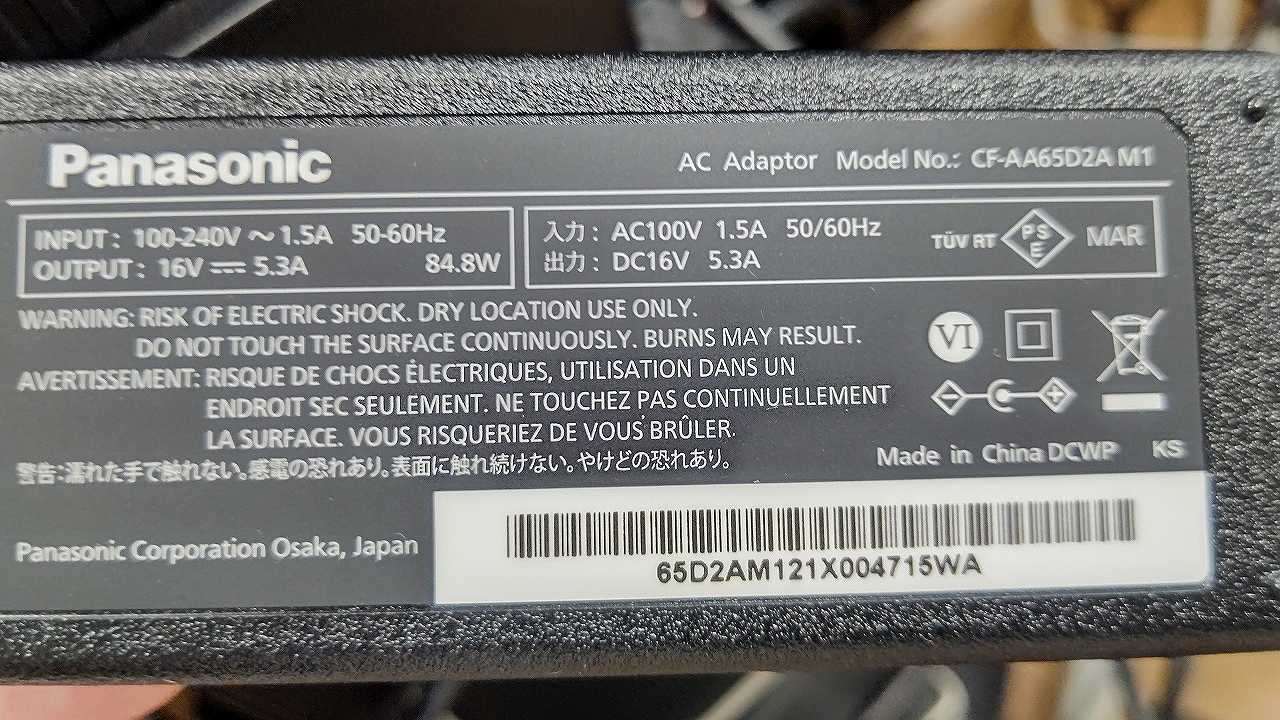 Panasonic
AC Adaptor Model No.: CF-AA65D2A M1
INPUT : 100-240V ～ 1.5A 50-60Hz
OUTPUT : 16V ⎓ 5.3A 84.8W
入力 : AC100V 1.5A 50/60Hz
出力 : DC16V 5.3A
TÜV RT
PS
E
MAR
WARNING: RISK OF ELECTRIC SHOCK. DRY LOCATION USE ONLY.
DO NOT TOUCH THE SURFACE CONTINUOUSLY. BURNS MAY RESULT.
AVERTISSEMENT: RISQUE DE CHOCS ÉLECTRIQUES, UTILISATION DANS UN
ENDROIT SEC SEULEMENT. NE TOUCHEZ PAS CONTINUELLEMENT
LA SURFACE. VOUS RISQUERIEZ DE VOUS BRÛLER.
警告:濡れた手で触れない。感電の恐れあり。表面に触れ続けない。やけどの恐れあり。
VI
Made in China DCWP KS
Panasonic Corporation Osaka, Japan
65D2AM121X004715WA